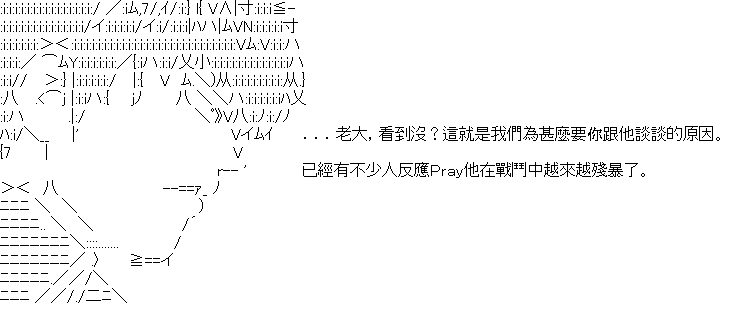 ．．．老大，看到沒？這就是我們為甚麼要你跟他談談的原因。
已經有不少人反應Pray他在戰鬥中越來越殘暴了。